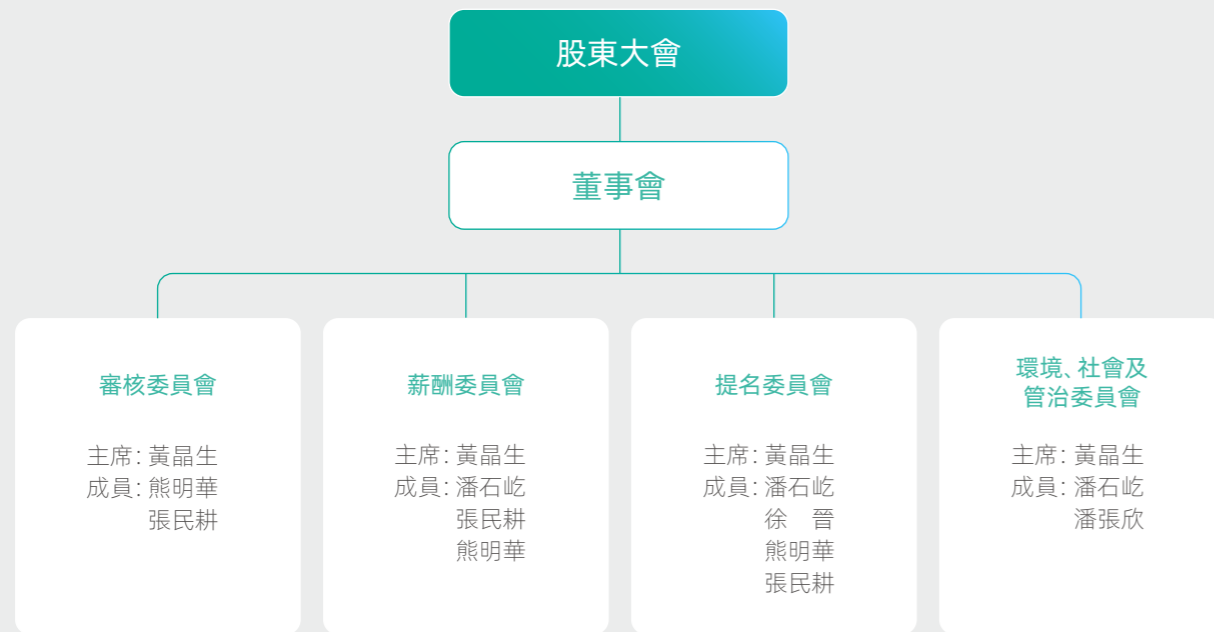 股東大會
董事會
審核委員會
主席：黃晶生
成員：熊明華
張民耕
薪酬委員會
主席：黃晶生
成員：潘石屹
張民耕
熊明華
提名委員會
主席：黃晶生
成員：潘石屹
徐　晉
熊明華
張民耕
環境、社會及
管治委員會
主席：黃晶生
成員：潘石屹
潘張欣